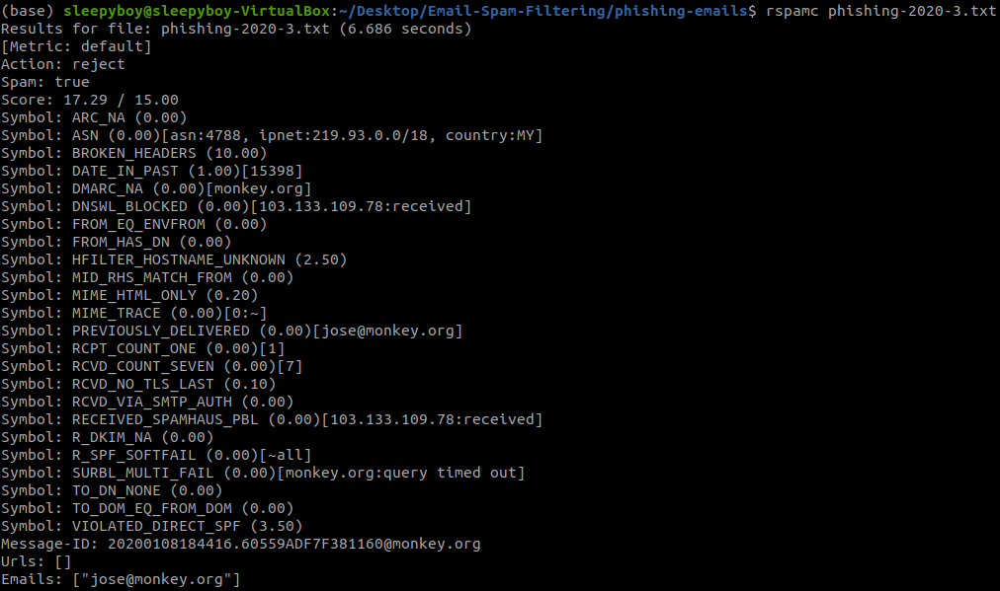 (base) sleepyboy@sleepyboy-VirtualBox:~/Desktop/Email-Spam-Filtering/phishing-emails$ rspamc phishing-2020-3.txt
Results for file: phishing-2020-3.txt (6.686 seconds)
[Metric: default]
Action: reject
Spam: true
Score: 17.29 / 15.00
Symbol: ARC_NA (0.00)
Symbol: ASN (0.00)[asn:4788, ipnet:219.93.0.0/18, country:MY]
Symbol: BROKEN_HEADERS (10.00)
Symbol: DATE_IN_PAST (1.00)[15398]
Symbol: DMARC_NA (0.00)[monkey.org]
Symbol: DNSWL_BLOCKED (0.00)[103.133.109.78:received]
Symbol: FROM_EQ_ENVFROM (0.00)
Symbol: FROM_HAS_DN (0.00)
Symbol: HFILTER_HOSTNAME_UNKNOWN (2.50)
Symbol: MID_RHS_MATCH_FROM (0.00)
Symbol: MIME_HTML_ONLY (0.20)
Symbol: MIME_TRACE (0.00)[0:~]
Symbol: PREVIOUSLY_DELIVERED (0.00)[jose@monkey.org]
Symbol: RCPT_COUNT_ONE (0.00)[1]
Symbol: RCVD_COUNT_SEVEN (0.00)[7]
Symbol: RCVD_NO_TLS_LAST (0.10)
Symbol: RCVD_VIA_SMTP_AUTH (0.00)
Symbol: RECEIVED_SPAMHAUS_PBL (0.00)[103.133.109.78:received]
Symbol: R_DKIM_NA (0.00)
Symbol: R_SPF_SOFTFAIL (0.00)[~all]
Symbol: SURBL_MULTI_FAIL (0.00)[monkey.org:query timed out]
Symbol: TO_DN_NONE (0.00)
Symbol: TO_DOM_EQ_FROM_DOM (0.00)
Symbol: VIOLATED_DIRECT_SPF (3.50)
Message-ID: 20200108184416.60559ADF7F381160@monkey.org
Urls: []
Emails: ["jose@monkey.org"]